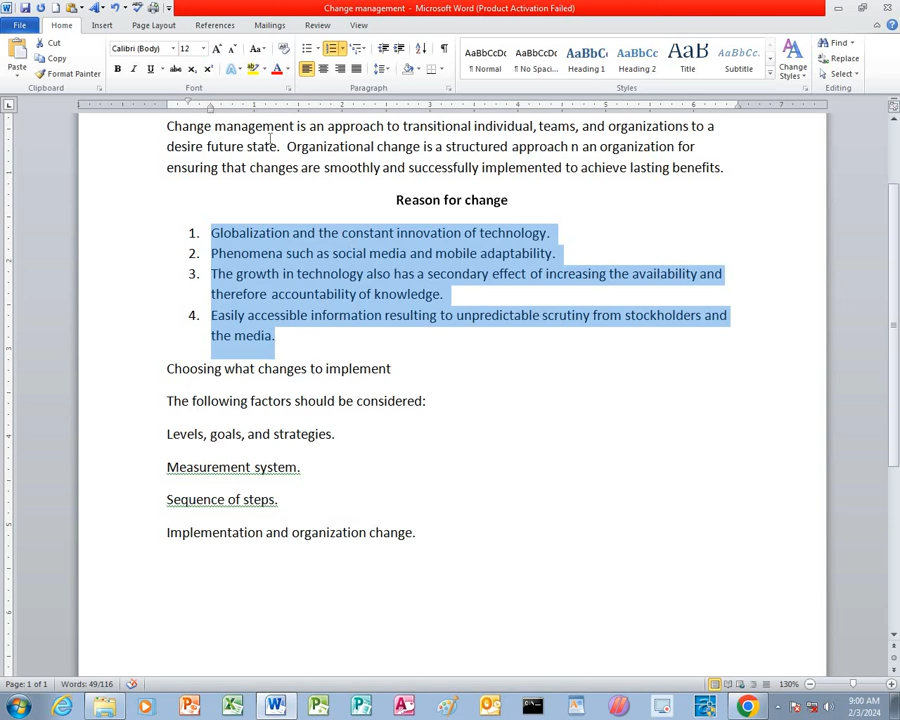 Change management - Microsoft Word (Product Activation Failed)
File Home Insert Page Layout References Mailings Review View
Cut
Copy
Format Painter
Paste
Clipboard
Calibri (Body) 12
Font
Paragraph
AaBbCcDc AaBbCcDc AaBbC AaBbCc AaB AaBbCcl
¶ Normal ¶ No Spaci... Heading 1 Heading 2 Title Subtitle
Styles
Change
Styles
Find
Replace
Select
Editing
Change management is an approach to transitional individual, teams, and organizations to a
desire future state. Organizational change is a structured approach n an organization for
ensuring that changes are smoothly and successfully implemented to achieve lasting benefits.
Reason for change
1. Globalization and the constant innovation of technology.
2. Phenomena such as social media and mobile adaptability.
3. The growth in technology also has a secondary effect of increasing the availability and
therefore accountability of knowledge.
4. Easily accessible information resulting to unpredictable scrutiny from stockholders and
the media.
Choosing what changes to implement
The following factors should be considered:
Levels, goals, and strategies.
Measurement system.
Sequence of steps.
Implementation and organization change.
Page: 1 of 1 Words: 49/116 130%
9:00 AM
2/3/2024